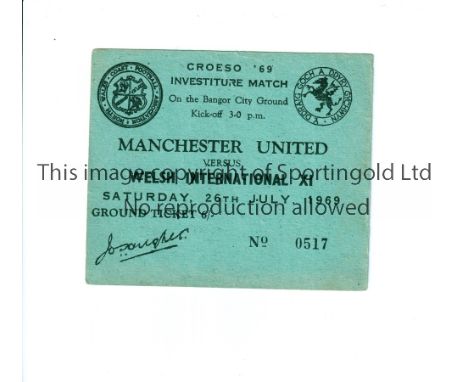 CROESO '69
INVESTITURE MATCH
On the Bangor City Ground
Kick-off 3-0 p.m.
MANCHESTER UNITED
VERSUS
This image copyright of Sportingold Ltd
WELSH INTERNATIONAL XI
SATURDAY, 26TH JULY, 1969
No reproduction allowed
GROUND TICKET 6/-
Nº 0517